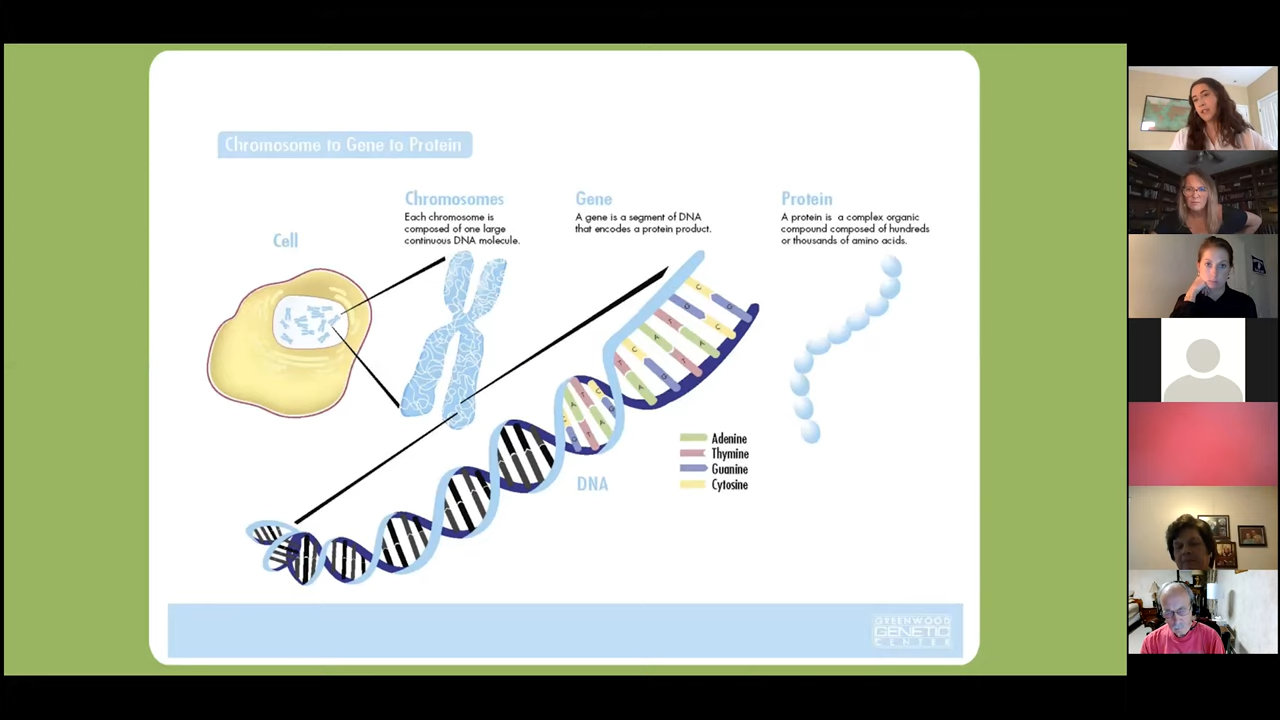 Chromosome to Gene to Protein
Cell
Chromosomes
Each chromosome is
composed of one large
continuous DNA molecule.
Gene
A gene is a segment of DNA
that encodes a protein product.
Protein
A protein is a complex organic
compound composed of hundreds
or thousands of amino acids.
DNA
Adenine
Thymine
Guanine
Cytosine
GREENWOOD
GENETIC
CENTER